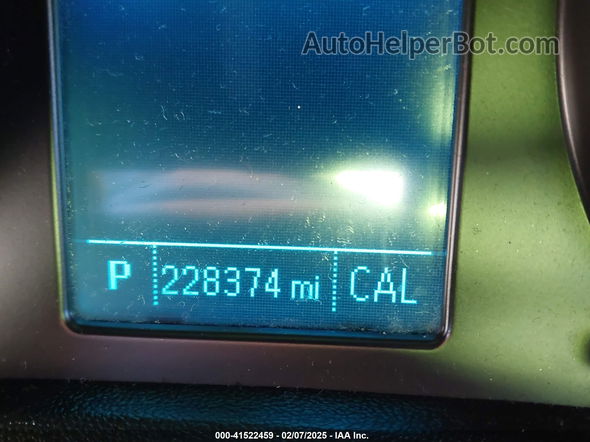 AutoHelperBot.com
P 228374 mi CAL
000-41522459 - 02/07/2025 - IAA Inc.